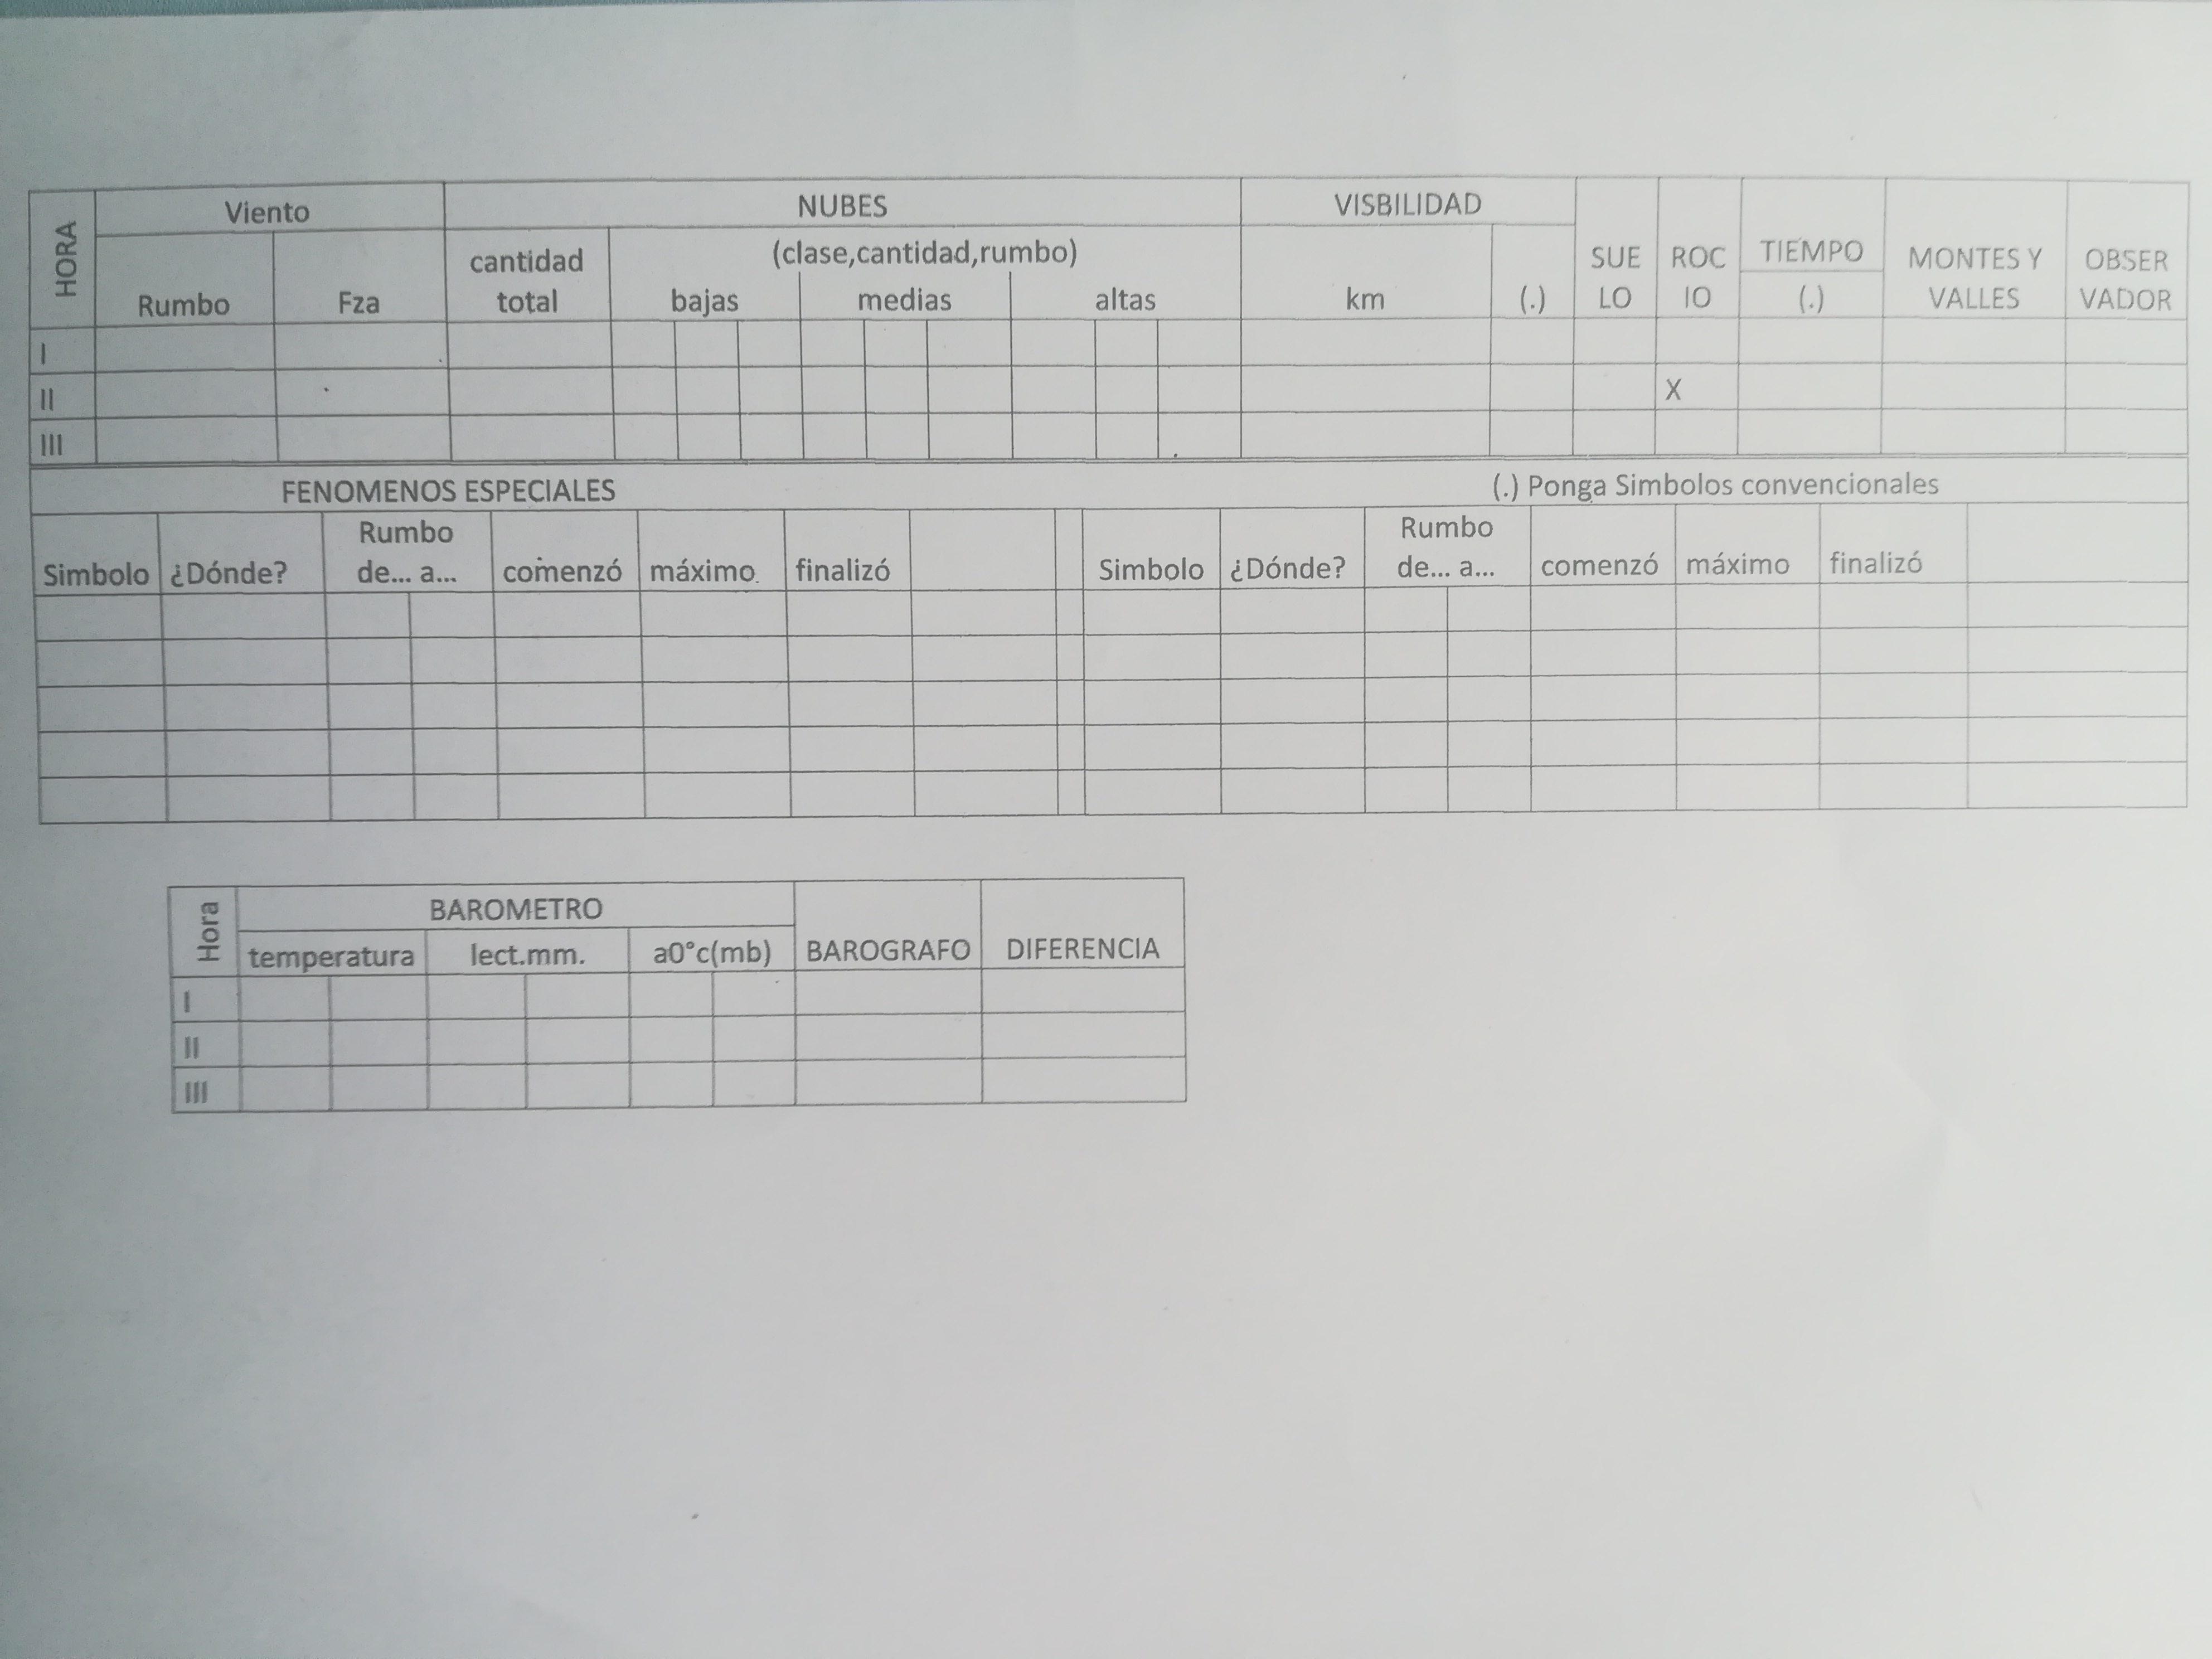 HORA Viento NUBES VISBILIDAD SUE LO ROC IO TIEMPO MONTES Y VALLES OBSER VADOR
Rumbo Fza cantidad total (clase,cantidad,rumbo) km (.) (.)
bajas medias altas
I
II X
III
FENOMENOS ESPECIALES (.) Ponga Simbolos convencionales
Simbolo ¿Dónde? Rumbo de... a... comenzó máximo finalizó Simbolo ¿Dónde? Rumbo de... a... comenzó máximo finalizó
Hora BAROMETRO BAROGRAFO DIFERENCIA
temperatura lect.mm. a0°c(mb)
I
II
III